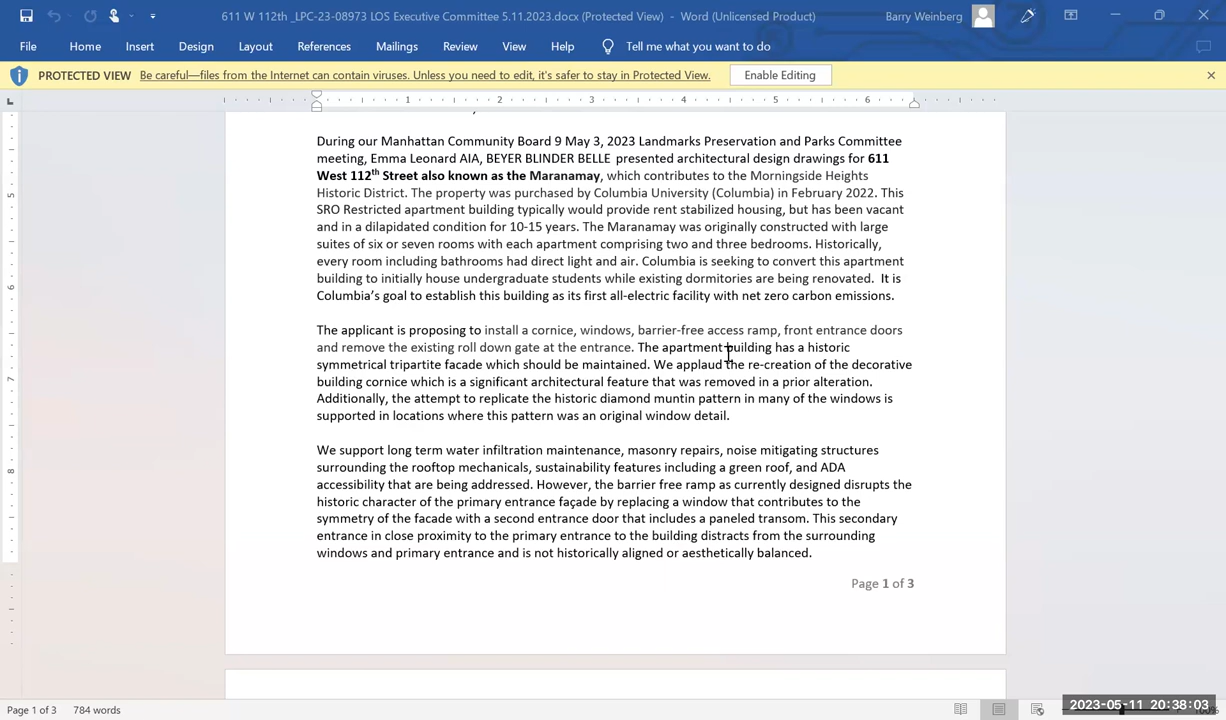 611 W 112th _LPC-23-08973 LOS Executive Committee 5.11.2023.docx (Protected View) - Word (Unlicensed Product)
Barry Weinberg
File Home Insert Design Layout References Mailings Review View Help Tell me what you want to do
PROTECTED VIEW Be careful—files from the Internet can contain viruses. Unless you need to edit, it's safer to stay in Protected View. Enable Editing
1 2 3 4 5 6
During our Manhattan Community Board 9 May 3, 2023 Landmarks Preservation and Parks Committee
meeting, Emma Leonard AIA, BEYER BLINDER BELLE presented architectural design drawings for 611
West 112th Street also known as the Maranamay, which contributes to the Morningside Heights
Historic District. The property was purchased by Columbia University (Columbia) in February 2022. This
SRO Restricted apartment building typically would provide rent stabilized housing, but has been vacant
and in a dilapidated condition for 10-15 years. The Maranamay was originally constructed with large
suites of six or seven rooms with each apartment comprising two and three bedrooms. Historically,
every room including bathrooms had direct light and air. Columbia is seeking to convert this apartment
building to initially house undergraduate students while existing dormitories are being renovated. It is
Columbia's goal to establish this building as its first all-electric facility with net zero carbon emissions.
The applicant is proposing to install a cornice, windows, barrier-free access ramp, front entrance doors
and remove the existing roll down gate at the entrance. The apartment building has a historic
symmetrical tripartite facade which should be maintained. We applaud the re-creation of the decorative
building cornice which is a significant architectural feature that was removed in a prior alteration.
Additionally, the attempt to replicate the historic diamond muntin pattern in many of the windows is
supported in locations where this pattern was an original window detail.
We support long term water infiltration maintenance, masonry repairs, noise mitigating structures
surrounding the rooftop mechanicals, sustainability features including a green roof, and ADA
accessibility that are being addressed. However, the barrier free ramp as currently designed disrupts the
historic character of the primary entrance façade by replacing a window that contributes to the
symmetry of the facade with a second entrance door that includes a paneled transom. This secondary
entrance in close proximity to the primary entrance to the building distracts from the surrounding
windows and primary entrance and is not historically aligned or aesthetically balanced.
Page 1 of 3
5
6
7
8
Page 1 of 3 784 words
2023-05-11 20:38:03